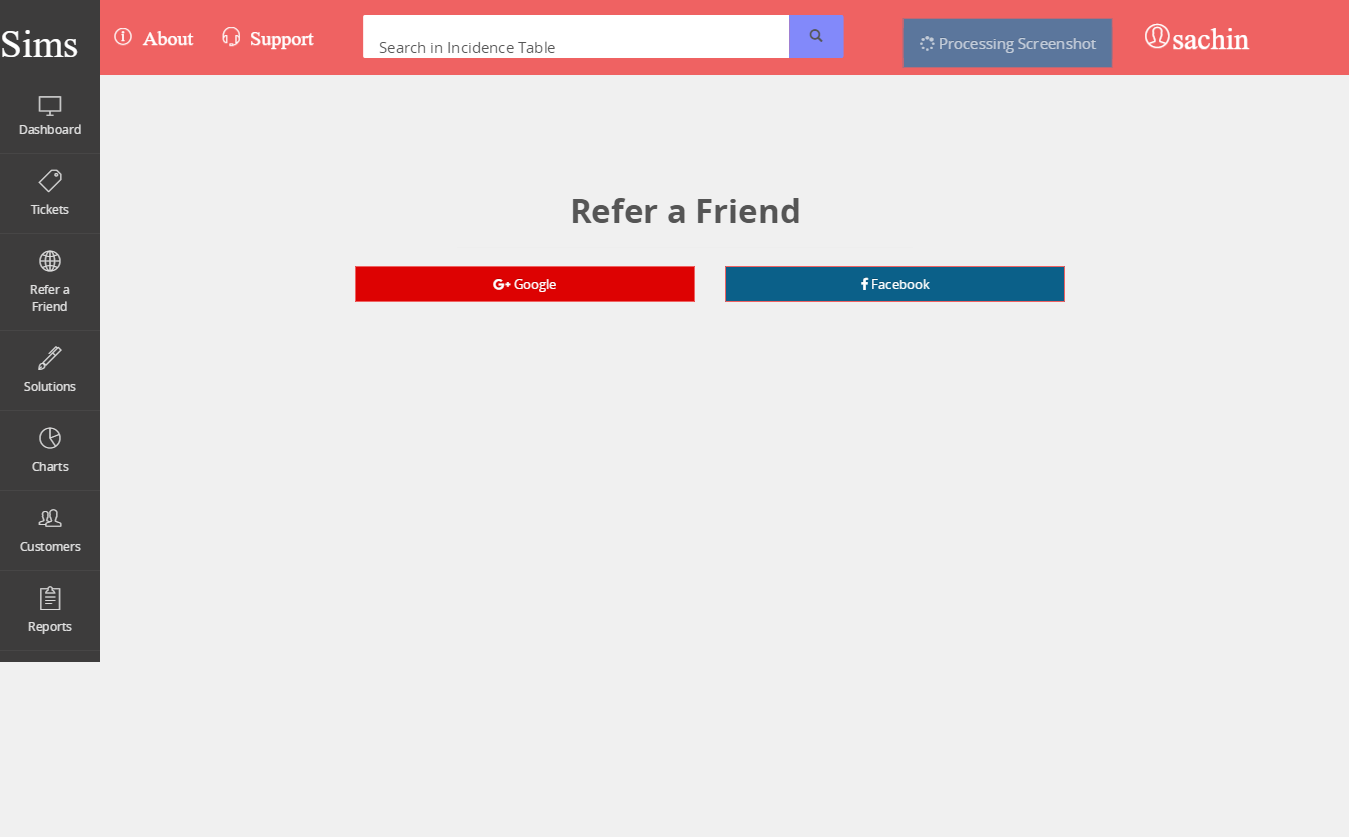 Sims
About
Support
Search in Incidence Table
Processing Screenshot
sachin
Dashboard
Tickets
Refer a
Friend
Solutions
Charts
Customers
Reports
Refer a Friend
G+ Google
f Facebook